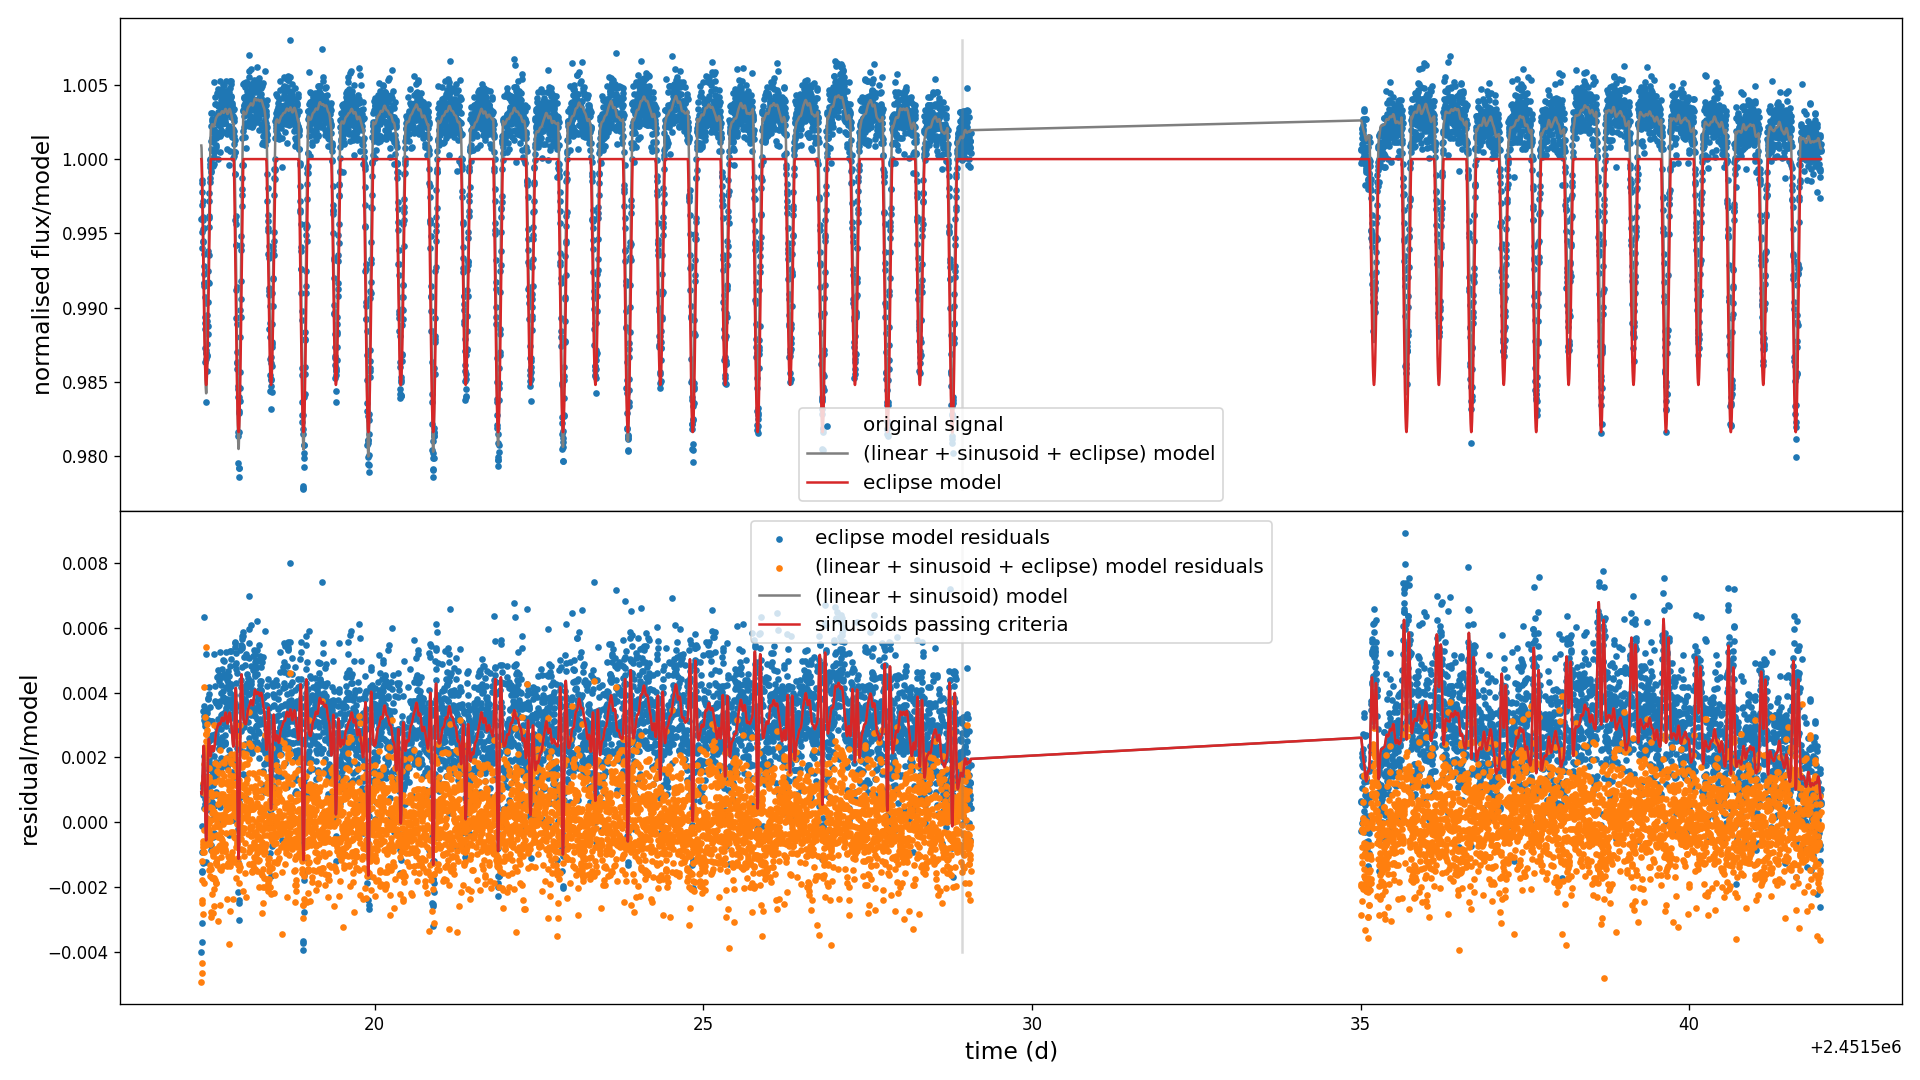 normalised flux/model
1.005
1.000
0.995
0.990
0.985
0.980
original signal
(linear + sinusoid + eclipse) model
eclipse model
residual/model
0.008
0.006
0.004
0.002
0.000
−0.002
−0.004
eclipse model residuals
(linear + sinusoid + eclipse) model residuals
(linear + sinusoid) model
sinusoids passing criteria
20
25
30
35
40
time (d)
+2.4515e6